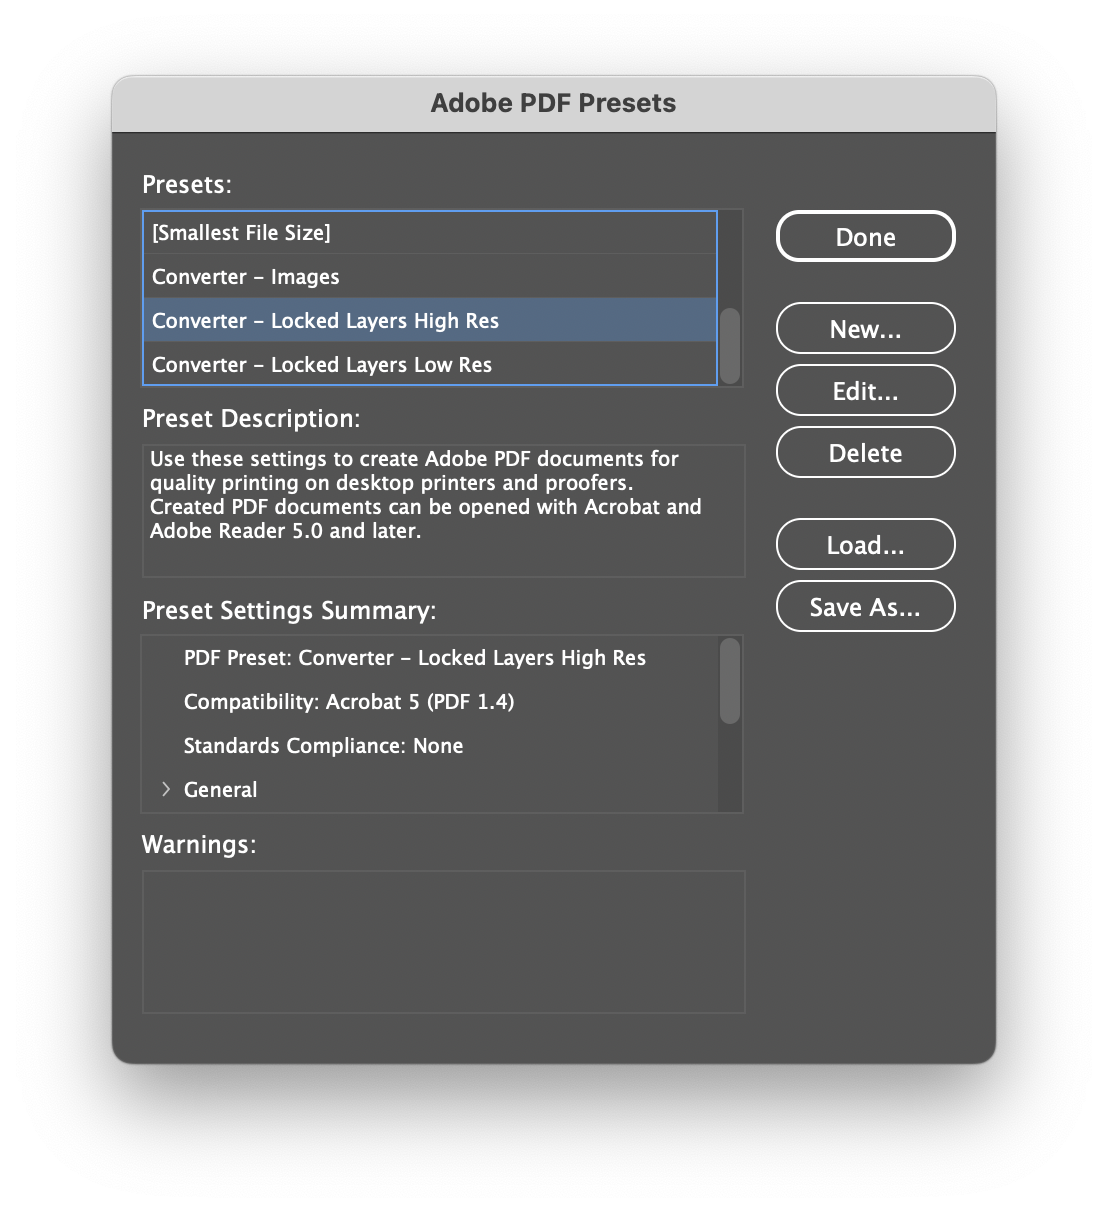 Adobe PDF Presets
Presets:
[Smallest File Size]
Converter – Images
Converter – Locked Layers High Res
Converter – Locked Layers Low Res
Done
New...
Edit...
Delete
Load...
Save As...
Preset Description:
Use these settings to create Adobe PDF documents for
quality printing on desktop printers and proofers.
Created PDF documents can be opened with Acrobat and
Adobe Reader 5.0 and later.
Preset Settings Summary:
PDF Preset: Converter – Locked Layers High Res
Compatibility: Acrobat 5 (PDF 1.4)
Standards Compliance: None
General
Warnings: